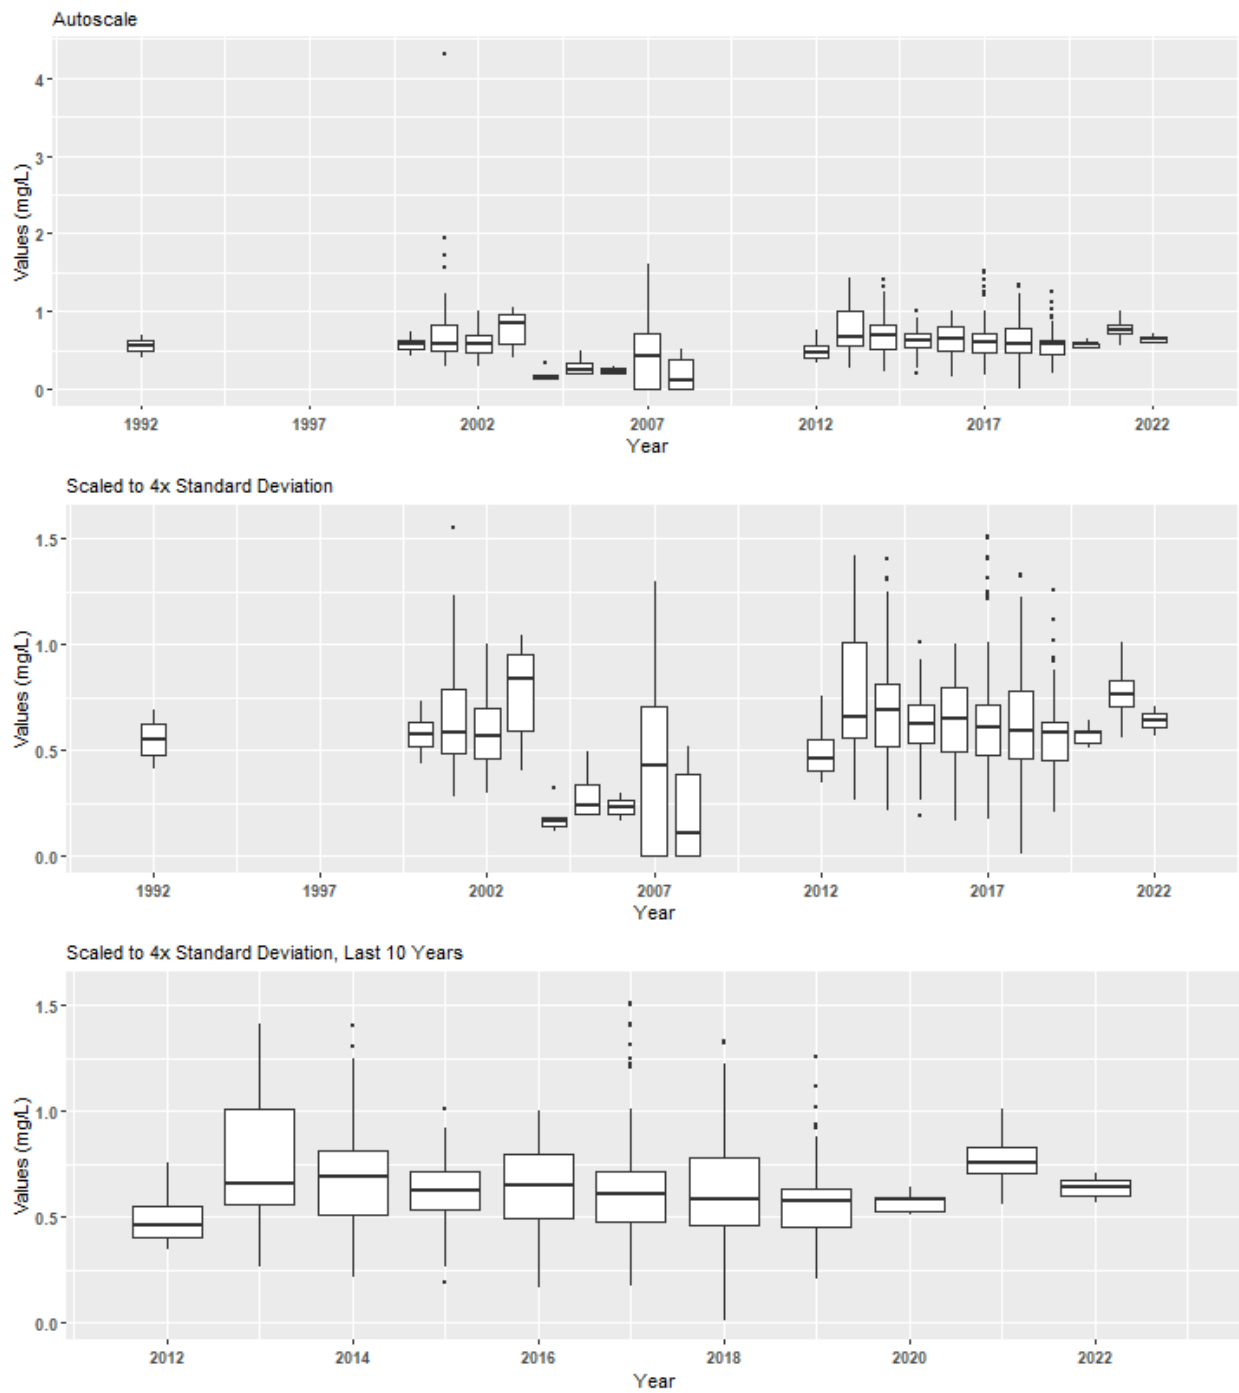 Autoscale
4
3
2
1
0
Values (mg/L)
1992 1997 2002 2007 2012 2017 2022
Year
Scaled to 4x Standard Deviation
1.5
1.0
0.5
0.0
Values (mg/L)
1992 1997 2002 2007 2012 2017 2022
Year
Scaled to 4x Standard Deviation, Last 10 Years
1.5
1.0
0.5
0.0
Values (mg/L)
2012 2014 2016 2018 2020 2022
Year